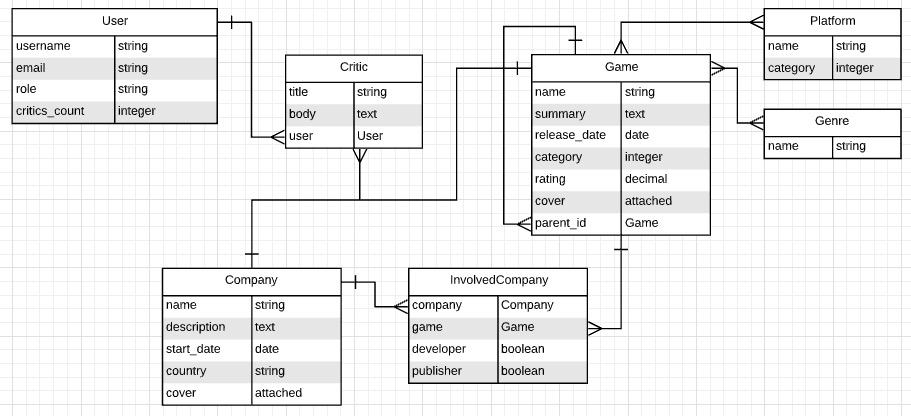 User
username string
email string
role string
critics_count integer
Critic
title string
body text
user User
Game
name string
summary text
release_date date
category integer
rating decimal
cover attached
parent_id Game
Platform
name string
category integer
Genre
name string
Company
name string
description text
start_date date
country string
cover attached
InvolvedCompany
company Company
game Game
developer boolean
publisher boolean